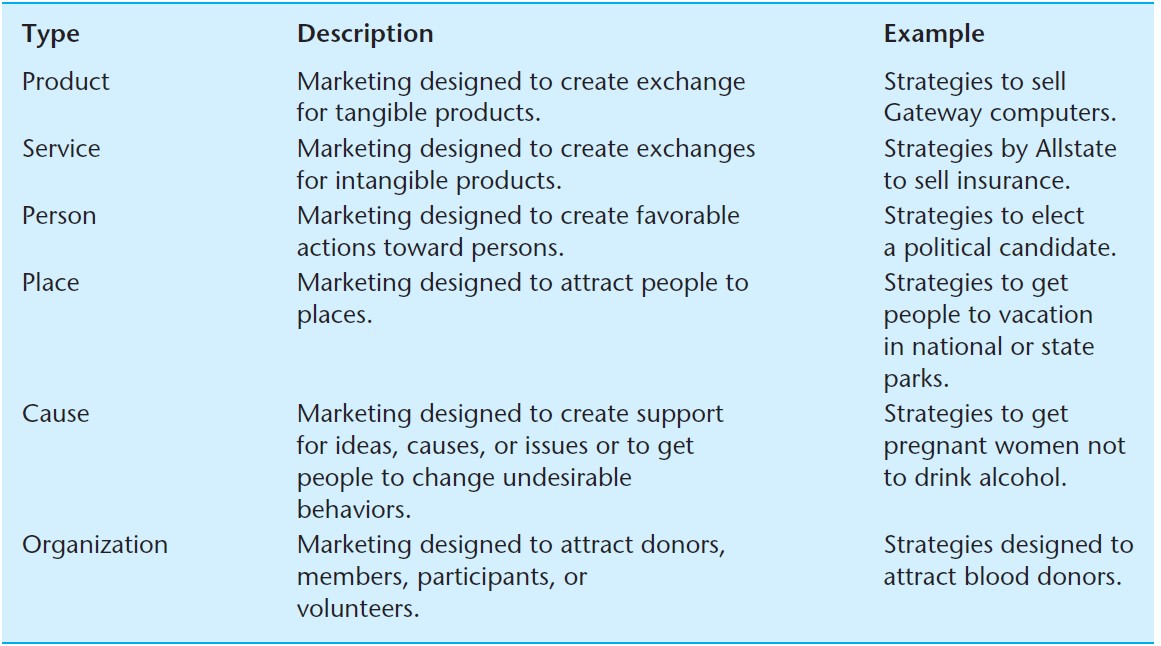 Type Description Example
Product Marketing designed to create exchange Strategies to sell
for tangible products. Gateway computers.
Service Marketing designed to create exchanges Strategies by Allstate
for intangible products. to sell insurance.
Person Marketing designed to create favorable Strategies to elect
actions toward persons. a political candidate.
Place Marketing designed to attract people to Strategies to get
places. people to vacation
in national or state
parks.
Cause Marketing designed to create support Strategies to get
for ideas, causes, or issues or to get pregnant women not
people to change undesirable to drink alcohol.
behaviors.
Organization Marketing designed to attract donors, Strategies designed to
members, participants, or attract blood donors.
volunteers.